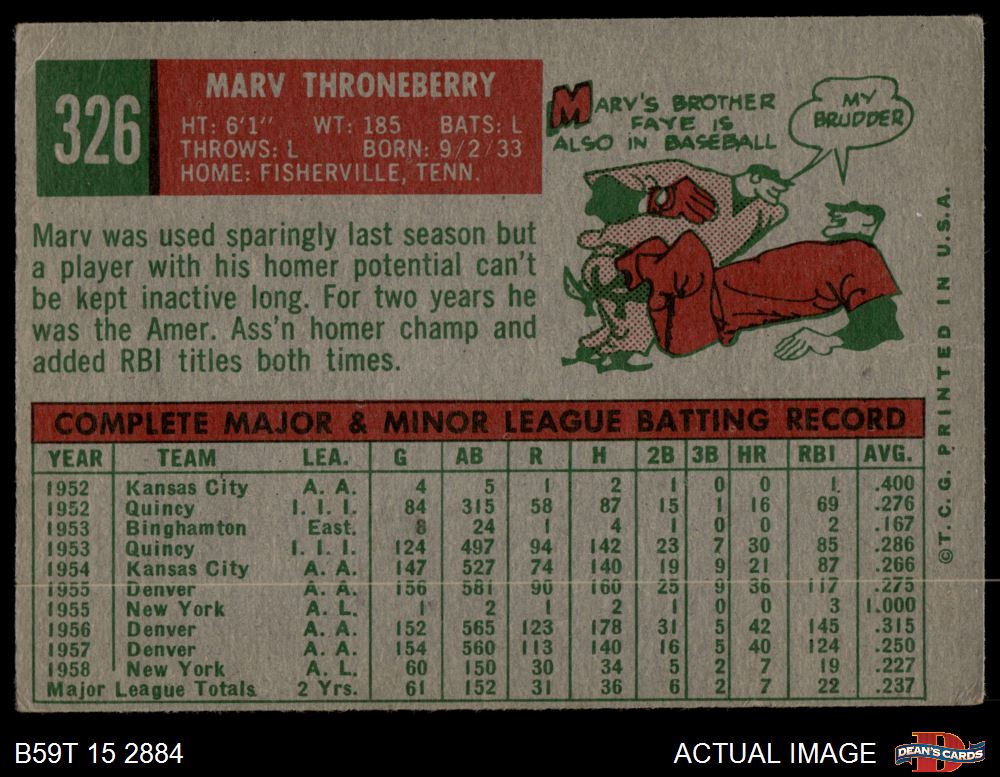 326
MARV THRONEBERRY
HT: 6'1" WT: 185 BATS: L
THROWS: L BORN: 9/2/33
HOME: FISHERVILLE, TENN.
MARV'S BROTHER
FAYE IS
ALSO IN BASEBALL
MY
BRUDDER
Marv was used sparingly last season but
a player with his homer potential can't
be kept inactive long. For two years he
was the Amer. Ass'n homer champ and
added RBI titles both times.
COMPLETE MAJOR & MINOR LEAGUE BATTING RECORD
YEAR TEAM LEA. G AB R H 2B 3B HR RBI AVG.
1952 Kansas City A. A. 4 5 1 2 1 0 0 1 .400
1952 Quincy I. I. I. 84 315 58 87 15 1 16 69 .276
1953 Binghamton East. 8 24 1 4 1 0 0 2 .167
1953 Quincy I. I. I. 124 497 94 142 23 7 30 85 .286
1954 Kansas City A. A. 147 527 74 140 19 9 21 87 .266
1955 Denver A. A. 156 581 90 160 25 9 36 117 .275
1955 New York A. L. 1 2 1 2 1 0 0 3 1.000
1956 Denver A. A. 152 565 123 178 31 5 42 145 .315
1957 Denver A. A. 154 560 113 140 16 5 40 124 .250
1958 New York A. L. 60 150 30 34 5 2 7 19 .227
Major League Totals 2 Yrs. 61 152 31 36 6 2 7 22 .237
©T. C. G. PRINTED IN U.S.A.
B59T 15 2884
ACTUAL IMAGE
D
DEAN'S CARDS